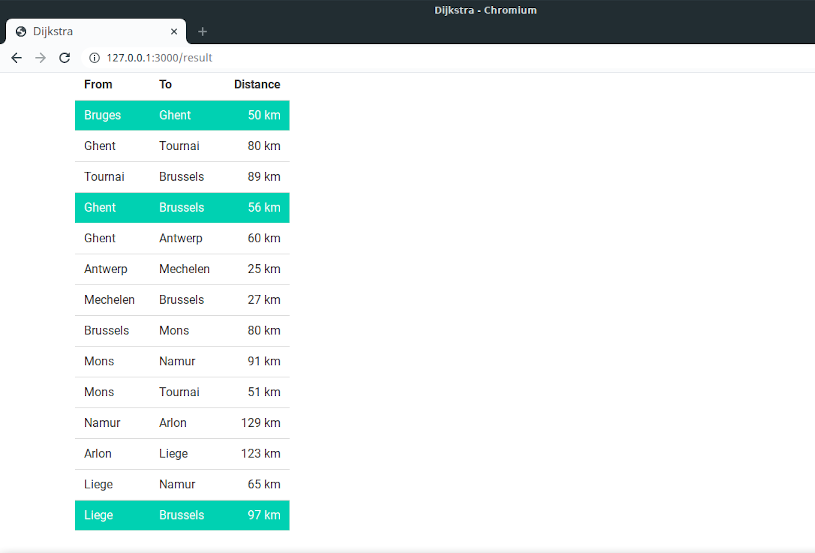 Dijkstra - Chromium
Dijkstra
127.0.0.1:3000/result
From To Distance
Bruges Ghent 50 km
Ghent Tournai 80 km
Tournai Brussels 89 km
Ghent Brussels 56 km
Ghent Antwerp 60 km
Antwerp Mechelen 25 km
Mechelen Brussels 27 km
Brussels Mons 80 km
Mons Namur 91 km
Mons Tournai 51 km
Namur Arlon 129 km
Arlon Liege 123 km
Liege Namur 65 km
Liege Brussels 97 km